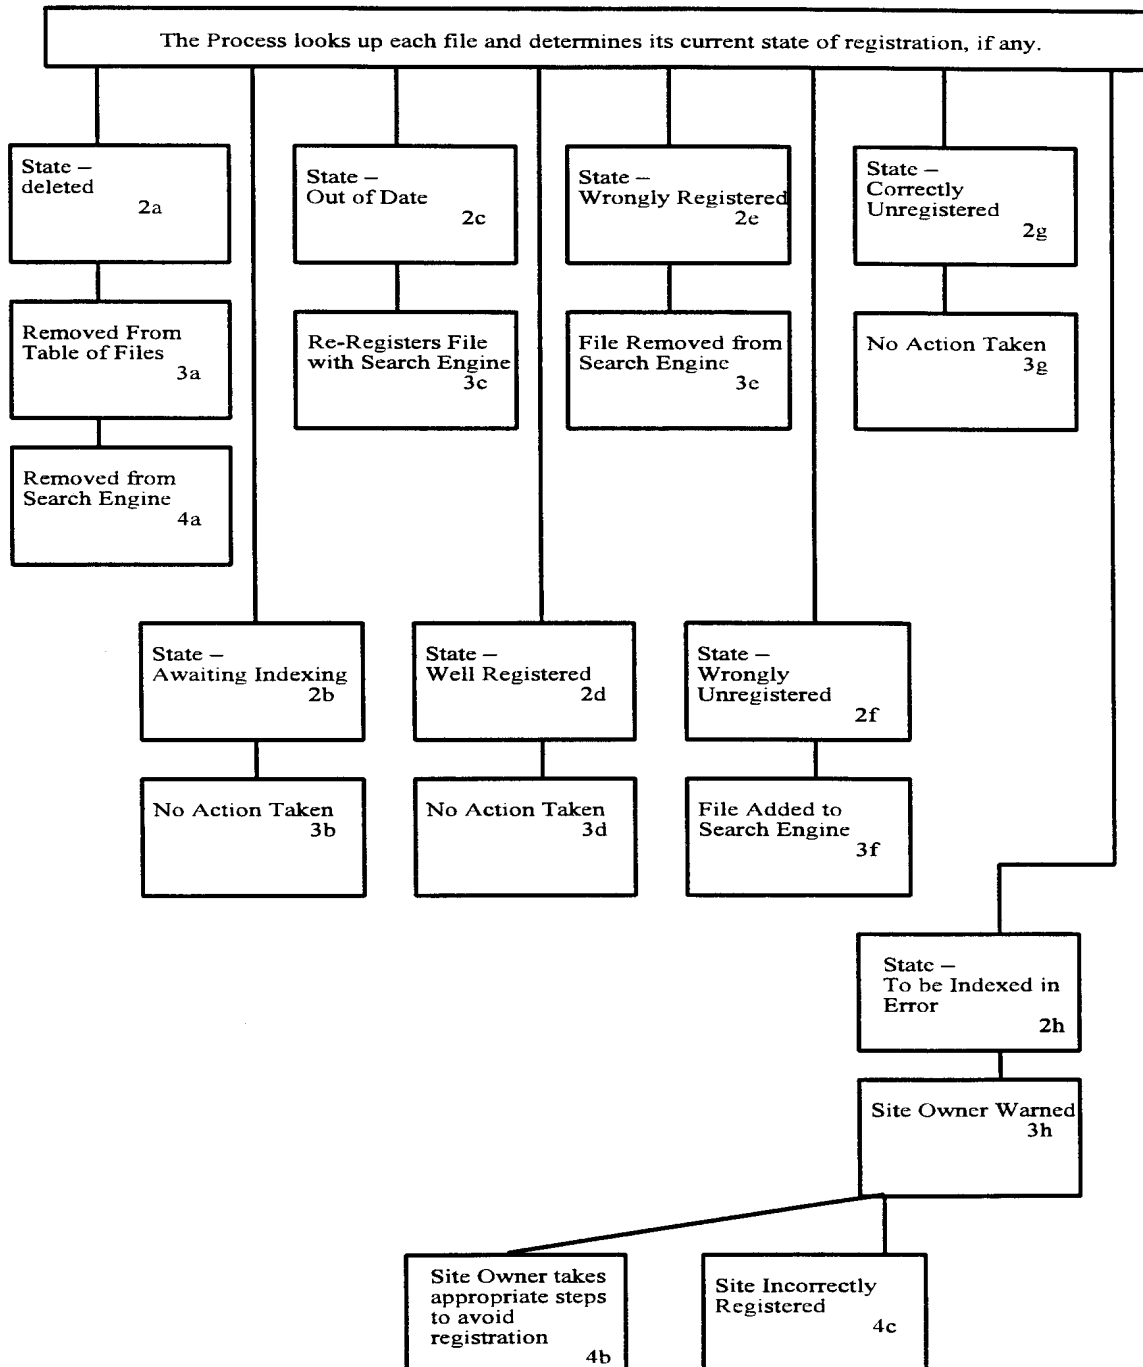 The Process looks up each file and determines its current state of registration, if any.
State –
deleted
2a
State –
Out of Date
2c
State –
Wrongly Registered
2e
State –
Correctly
Unregistered
2g
Removed From
Table of Files
3a
Re-Registers File
with Search Engine
3c
File Removed from
Search Engine
3e
No Action Taken
3g
Removed from
Search Engine
4a
State –
Awaiting Indexing
2b
State –
Well Registered
2d
State –
Wrongly
Unregistered
2f
No Action Taken
3b
No Action Taken
3d
File Added to
Search Engine
3f
State –
To be Indexed in
Error
2h
Site Owner Warned
3h
Site Owner takes
appropriate steps
to avoid
registration
4b
Site Incorrectly
Registered
4c